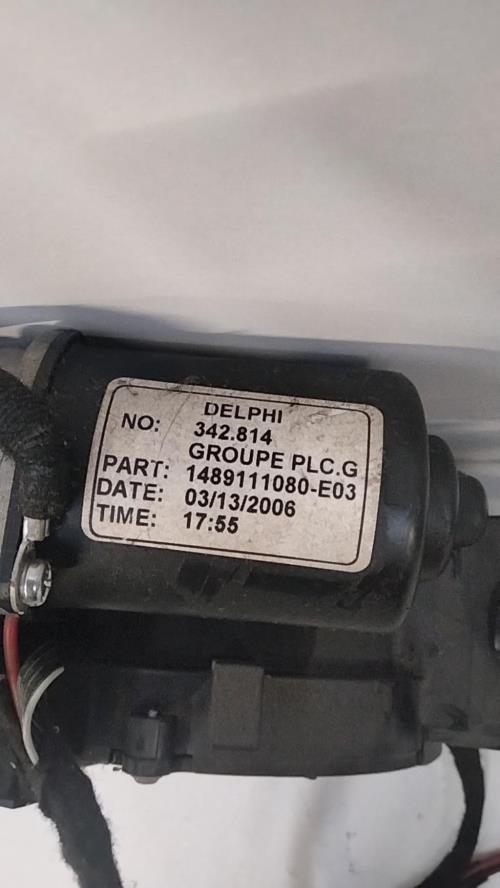 DELPHI
NO: 342.814
GROUPE PLC.G
PART: 1489111080-E03
DATE: 03/13/2006
TIME: 17:55